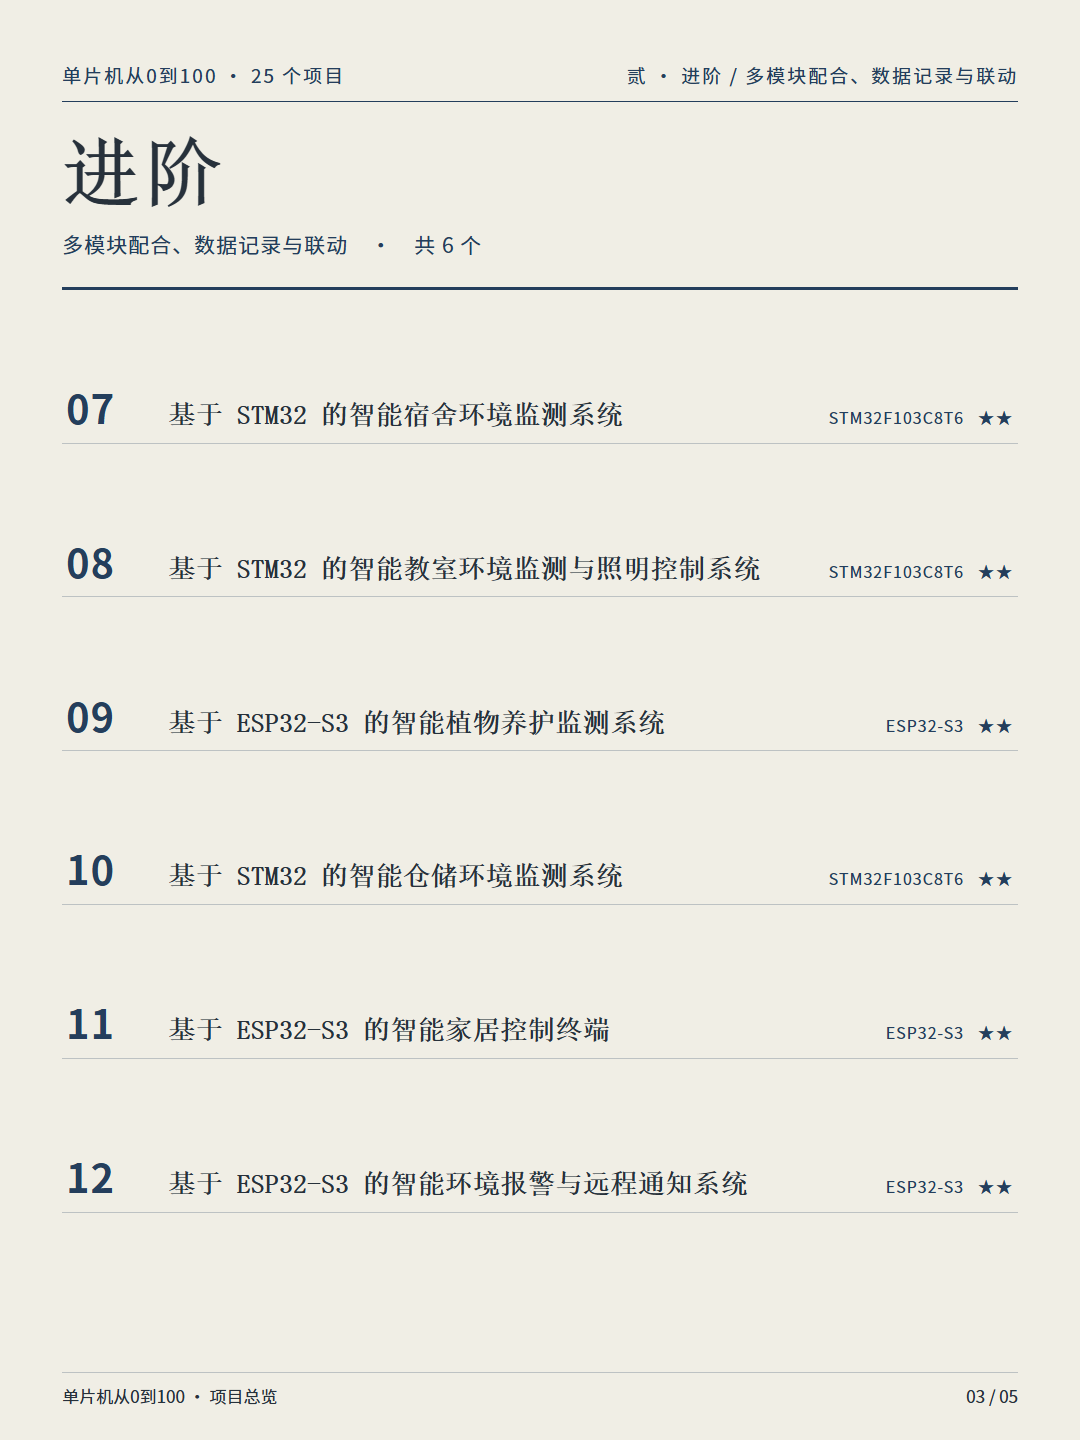 单片机从0到100 · 25 个项目
贰 · 进阶 / 多模块配合、数据记录与联动
进阶
多模块配合、数据记录与联动 · 共 6 个
07 基于 STM32 的智能宿舍环境监测系统 STM32F103C8T6 ★★
08 基于 STM32 的智能教室环境监测与照明控制系统 STM32F103C8T6 ★★
09 基于 ESP32-S3 的智能植物养护监测系统 ESP32-S3 ★★
10 基于 STM32 的智能仓储环境监测系统 STM32F103C8T6 ★★
11 基于 ESP32-S3 的智能家居控制终端 ESP32-S3 ★★
12 基于 ESP32-S3 的智能环境报警与远程通知系统 ESP32-S3 ★★
单片机从0到100 · 项目总览
03 / 05